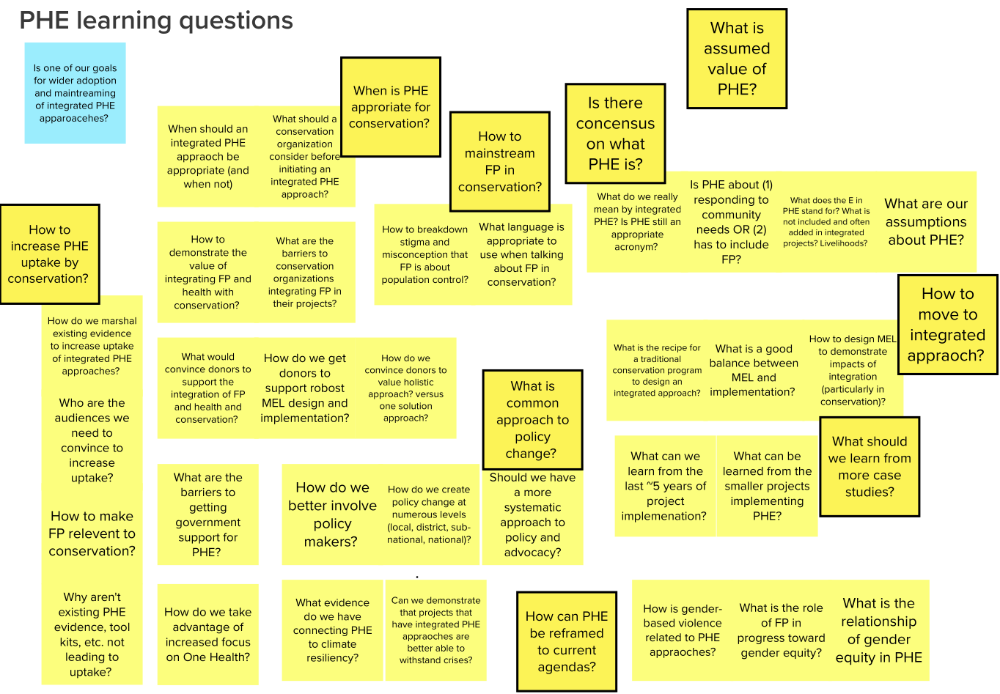 PHE learning questions
Is one of our goals
for wider adoption
and maintreaming
of integrated PHE
apparoacehes?
What is
assumed
value of
PHE?
When is PHE
approriate for
conservation?
Is there
concensus
on what
PHE is?
How to
mainstream
FP in
conservation?
When should an
integrated PHE
appraoch be
appropriate (and
when not)
What should a
conservation
organization
consider before
initiating an
integrated PHE
approach?
How to
increase PHE
uptake by
conservation?
How to
demonstrate the
value of
integrating FP and
health with
conservation?
What are the
barriers to
conservation
organizations
integrating FP in
their projects?
How to breakdown
stigma and
misconception that
FP is about
population control?
What language is
appropriate to
use when talking
about FP in
conservation?
What do we really
mean by integrated
PHE? Is PHE still an
appropriate
acronym?
Is PHE about (1)
responding to
community
needs OR (2)
has to include
FP?
What does the E in
PHE stand for? What is
not included and often
added in integrated
projects? Livelihoods?
What are our
assumptions
about PHE?
How to
move to
integrated
appraoch?
How do we marshal
existing evidence
to increase uptake
of integrated PHE
approaches?
What would
convince donors to
support the
integration of FP
and health and
conservation?
How do we get
donors to
support robost
MEL design and
implementation?
How do we
convince donors to
value holistic
approach? versus
one solution
approach?
What is
common
approach to
policy
change?
What is the recipe for
a traditional
conservation program
to design an
integrated approach?
What is a good
balance between
MEL and
implementation?
How to design MEL
to demonstrate
impacts of
integration
(particularly in
conservation)?
Who are the
audiences we
need to
convince to
increase
uptake?
What can we
learn from the
last ~5 years of
project
implemenation?
What can be
learned from the
smaller projects
implementing
PHE?
What should
we learn from
more case
studies?
How to make
FP relevent to
conservation?
What are the
barriers to
getting
government
support for
PHE?
How do we
better involve
policy
makers?
How do we create
policy change at
numerous levels
(local, district, sub-
national, national)?
Should we have
a more
systematic
approach to
policy and
advocacy?
Why aren't
existing PHE
evidence, tool
kits, etc. not
leading to
uptake?
How do we take
advantage of
increased focus
on One Health?
What evidence
do we have
connecting PHE
to climate
resiliency?
.
Can we demonstrate
that projects that
have integrated PHE
appraoches are
better able to
withstand crises?
How can PHE
be reframed
to current
agendas?
How is gender-
based violence
related to PHE
appraoches?
What is the role
of FP in
progress toward
gender equity?
What is the
relationship
of gender
equity in PHE